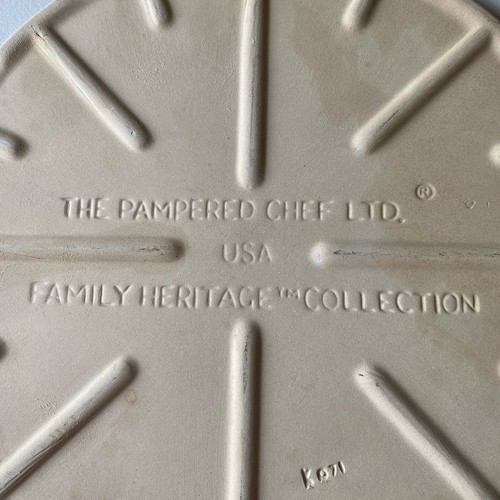 THE PAMPERED CHEF LTD.®
USA
FAMILY HERITAGE™ COLLECTION